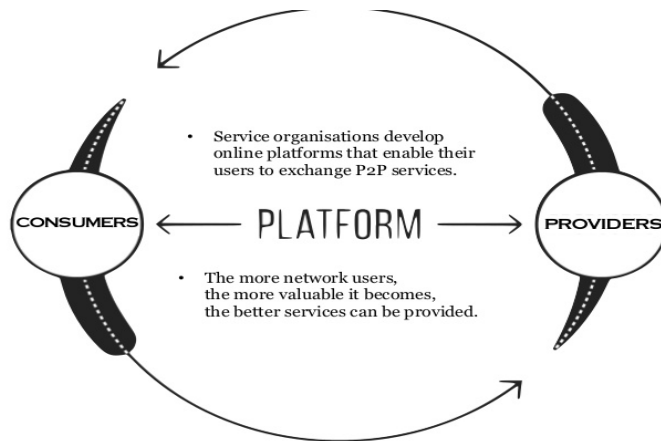 • Service organisations develop
online platforms that enable their
users to exchange P2P services.
CONSUMERS
PLATFORM
PROVIDERS
• The more network users,
the more valuable it becomes,
the better services can be provided.